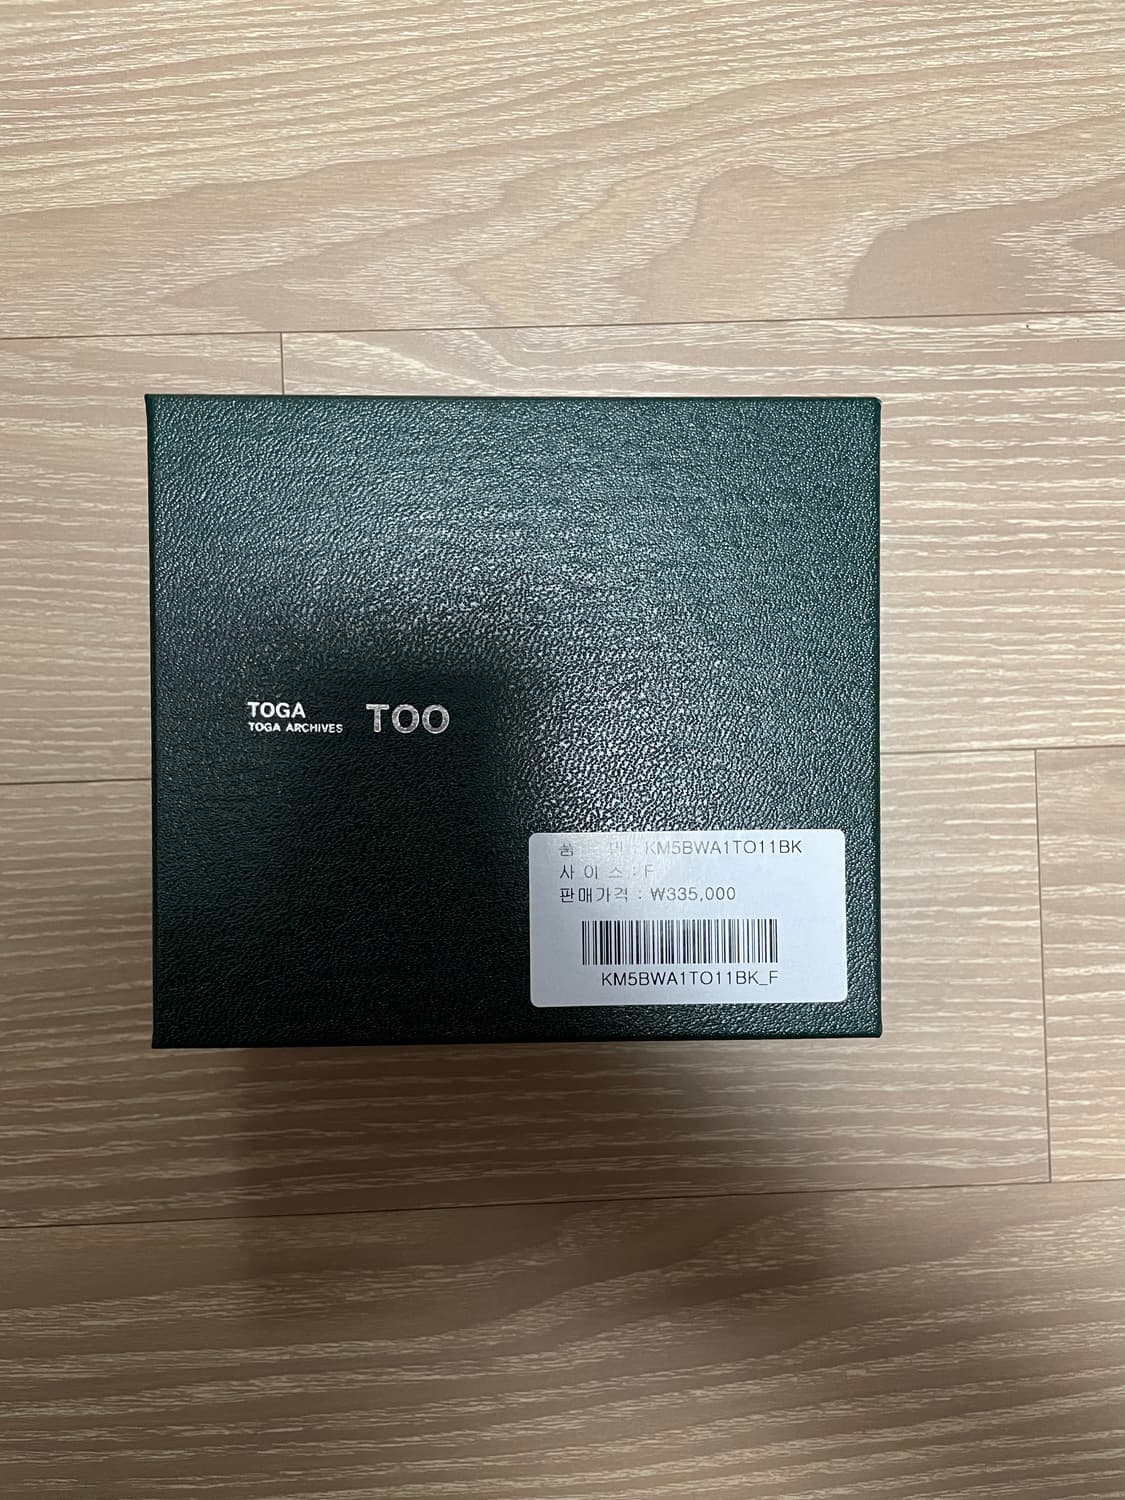 TOGA
TOGA ARCHIVES
TOO
: KM5BWA1TO11BK
사 이 즈 : F
판매가격 : ₩335,000
KM5BWA1TO11BK_F